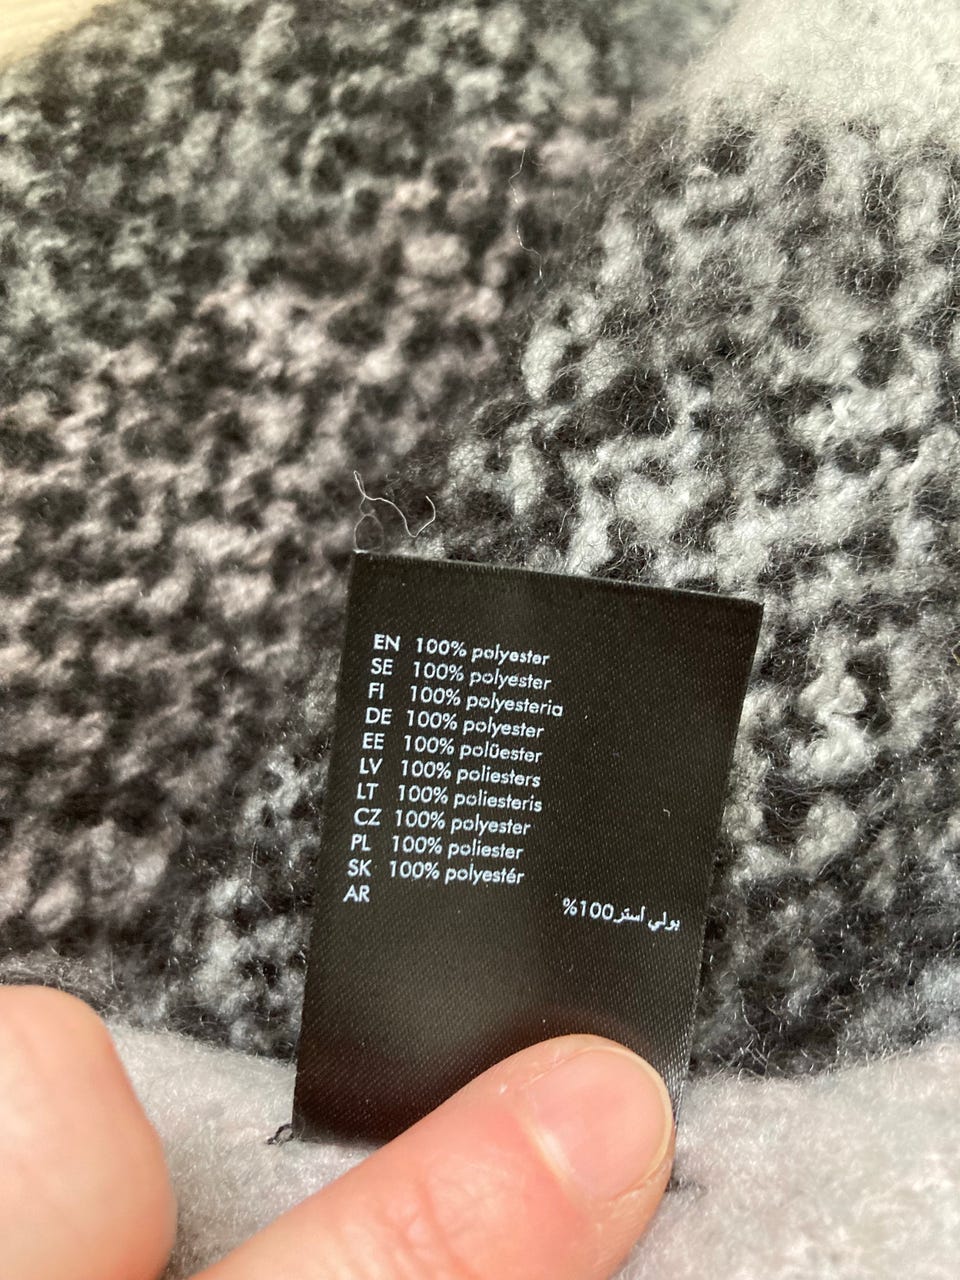 EN 100% polyester
SE 100% polyester
FI 100% polyesteria
DE 100% polyester
EE 100% polüester
LV 100% poliesters
LT 100% poliesteris
CZ 100% polyester
PL 100% poliester
SK 100% polyestér
AR بولي أستر100%